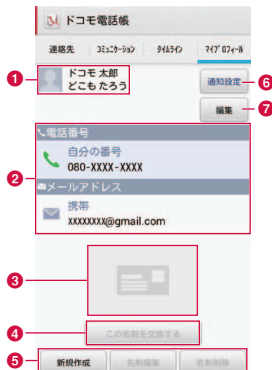 ドコモ電話帳
連絡先 コミュニケーション タイムライン マイプロフィール
1 ドコモ 太郎
どこも たろう
通知設定 6
編集 7
電話番号
自分の番号
2 080-XXXX-XXXX
メールアドレス
携帯
XXXXXXX@gmail.com
3
4 この名刺を交換する
5 新規作成 名刺編集 名刺削除